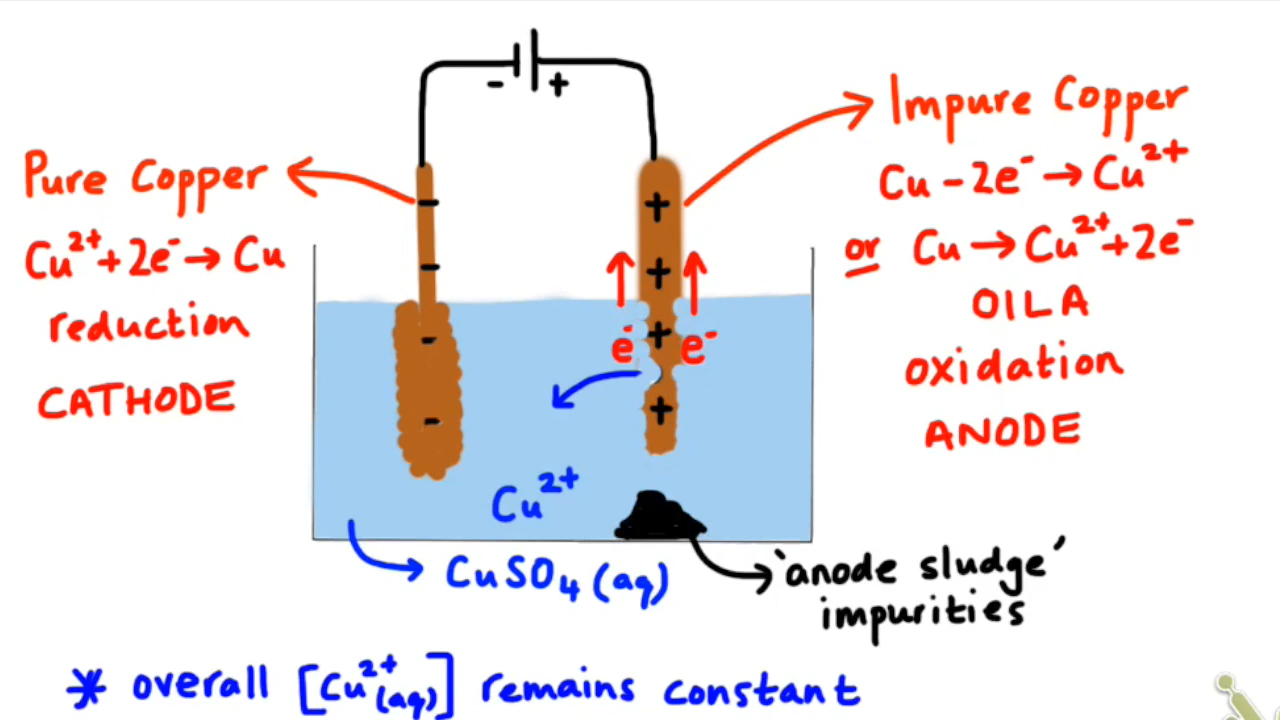 - +
Impure Copper
Cu - 2e⁻ → Cu²⁺
or Cu → Cu²⁺ + 2e⁻
OILA
oxidation
ANODE
Pure Copper
Cu²⁺ + 2e⁻ → Cu
reduction
CATHODE
- - - -
+ + + +
e⁻ e⁻
Cu²⁺
CuSO₄ (aq)
'anode sludge'
impurities
* overall [Cu²⁺(aq)] remains constant